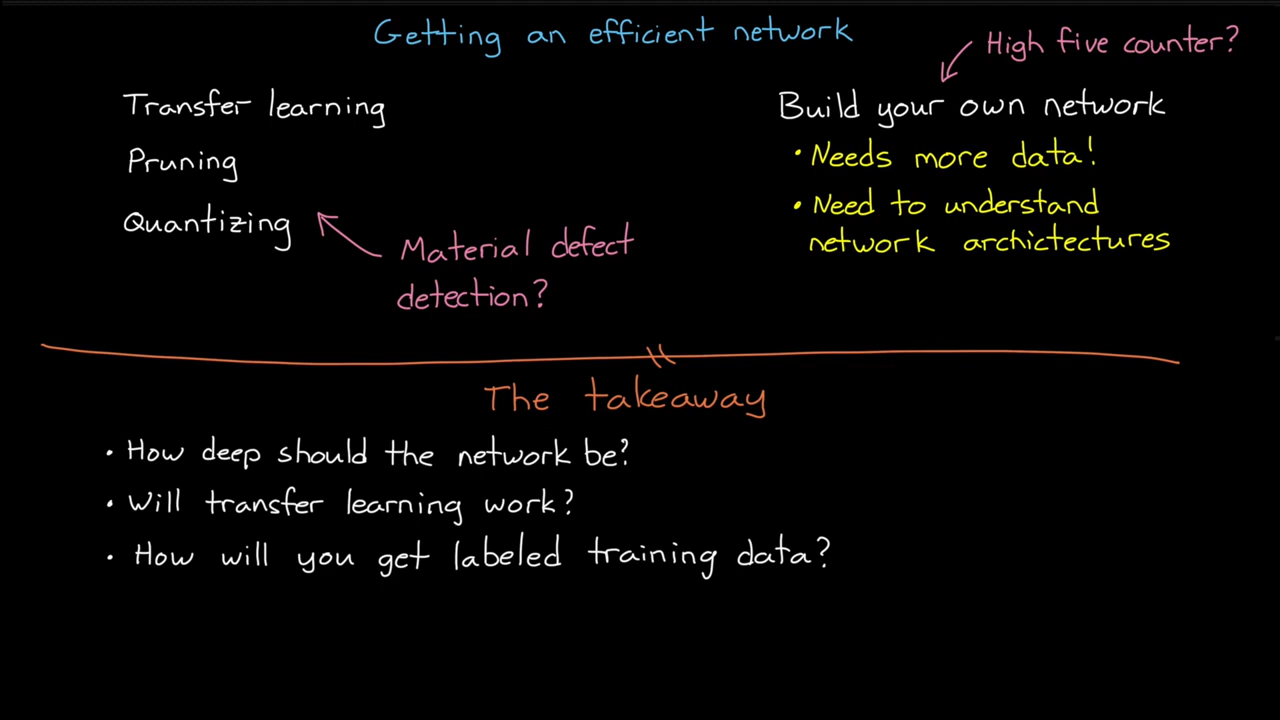 Getting an efficient network
High five counter?
Transfer learning
Pruning
Quantizing
Material defect
detection?
Build your own network
• Needs more data!
• Need to understand
network archictectures
The takeaway
• How deep should the network be?
• Will transfer learning work?
• How will you get labeled training data?